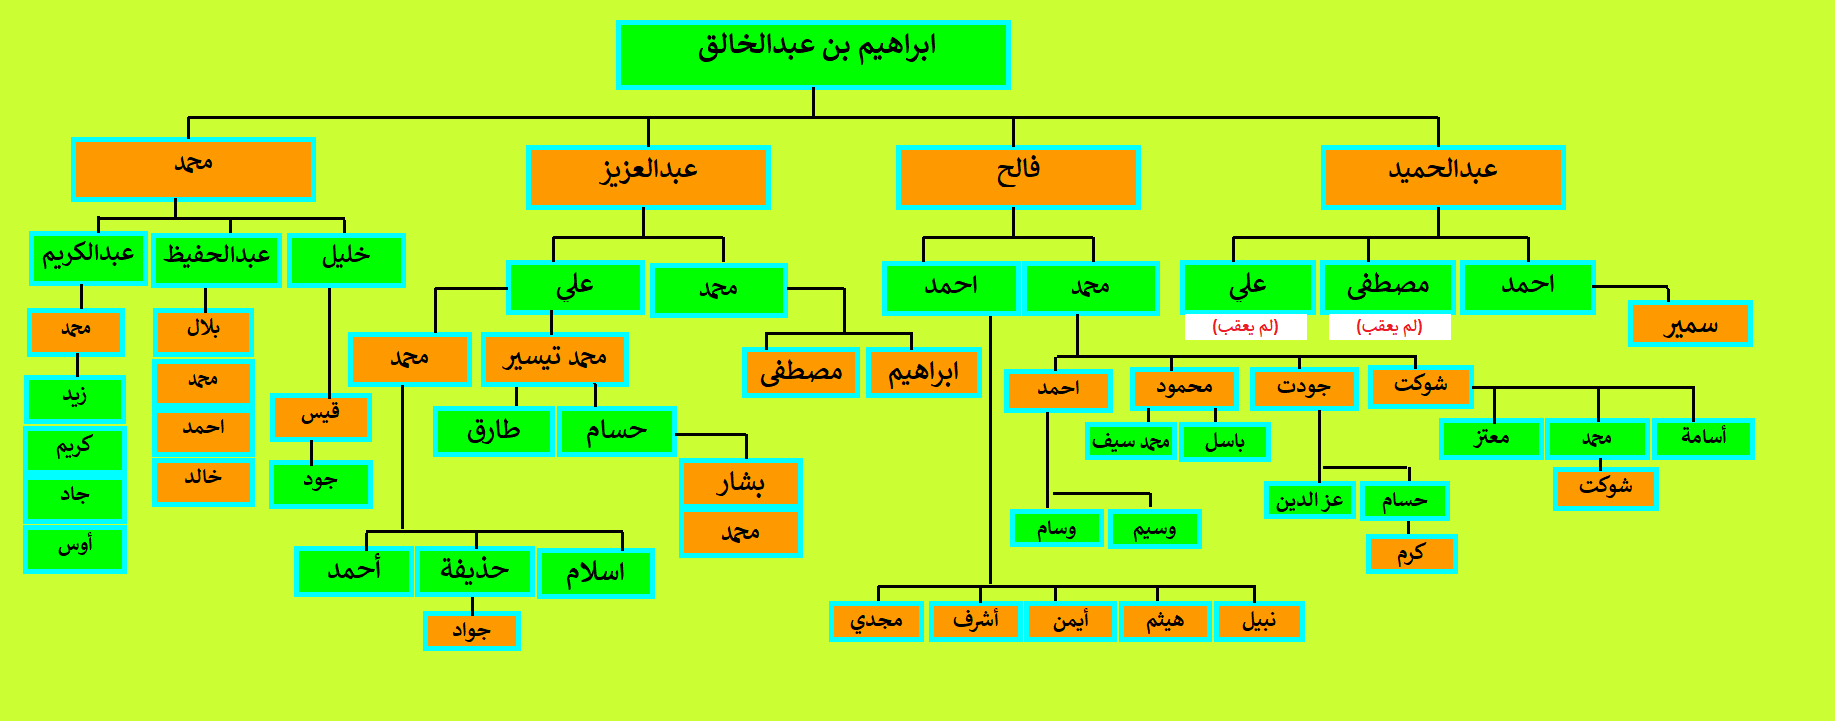 ابراهيم بن عبدالخالق
عبدالحميد
فالح
عبدالعزيز
محمد
احمد
مصطفى
علي
محمد
احمد
محمد
علي
خليل
عبدالحفيظ
عبدالكريم
(لم يعقب)
(لم يعقب)
سمير
شوكت
جودت
محمود
احمد
ابراهيم
مصطفى
محمد تيسير
محمد
قيس
بلال
محمد
محمد
احمد
خالد
زيد
كريم
جاد
أوس
أسامة
محمد
معتز
شوكت
باسل
محمد سيف
حسام
عز الدين
كرم
وسيم
وسام
حسام
طارق
بشار
محمد
جود
اسلام
حذيفة
أحمد
جواد
نبيل
هيثم
أيمن
أشرف
مجدي